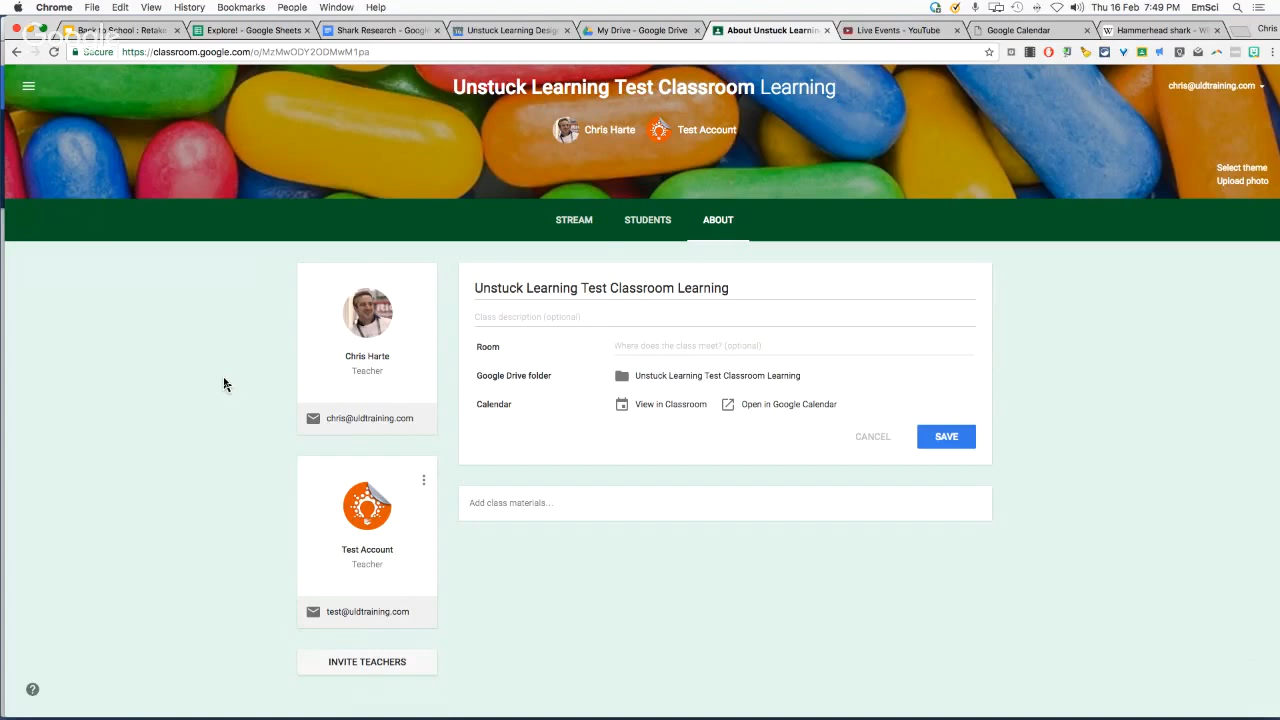 Chrome File Edit View History Bookmarks People Window Help Thu 16 Feb 7:49 PM EmSci
Back to School : Retake Explore! - Google Sheets Shark Research - Googl Unstuck Learning Desig My Drive - Google Drive About Unstuck Learnin Live Events - YouTube Google Calendar Hammerhead shark - W Chris
Google
Secure https://classroom.google.com/o/MzMwODY2ODMwM1pa
Unstuck Learning Test Classroom Learning
chris@uldtraining.com
Chris Harte Test Account
Select theme
Upload photo
STREAM STUDENTS ABOUT
Unstuck Learning Test Classroom Learning
Class description (optional)
Room Where does the class meet? (optional)
Google Drive folder Unstuck Learning Test Classroom Learning
Calendar View in Classroom Open in Google Calendar
CANCEL SAVE
Add class materials...
Chris Harte
Teacher
chris@uldtraining.com
Test Account
Teacher
test@uldtraining.com
INVITE TEACHERS